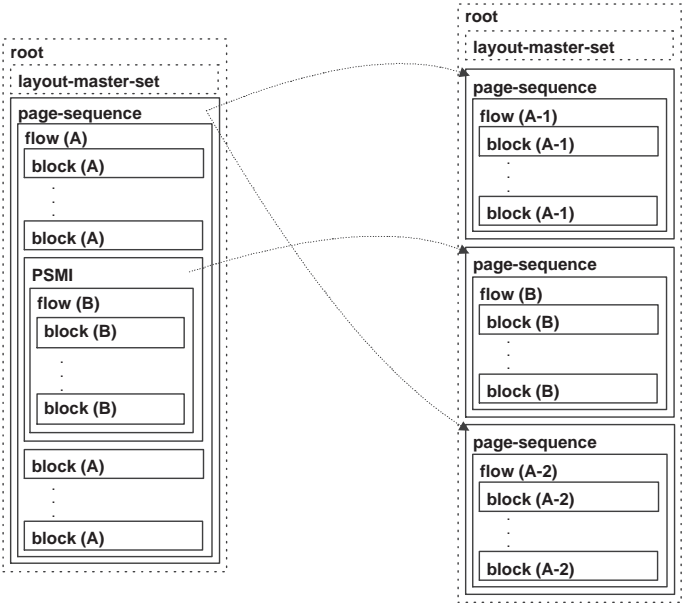 root
layout-master-set
page-sequence
flow (A)
block (A)
block (A)
PSMI
flow (B)
block (B)
block (B)
block (A)
block (A)
root
layout-master-set
page-sequence
flow (A-1)
block (A-1)
block (A-1)
page-sequence
flow (B)
block (B)
block (B)
page-sequence
flow (A-2)
block (A-2)
block (A-2)